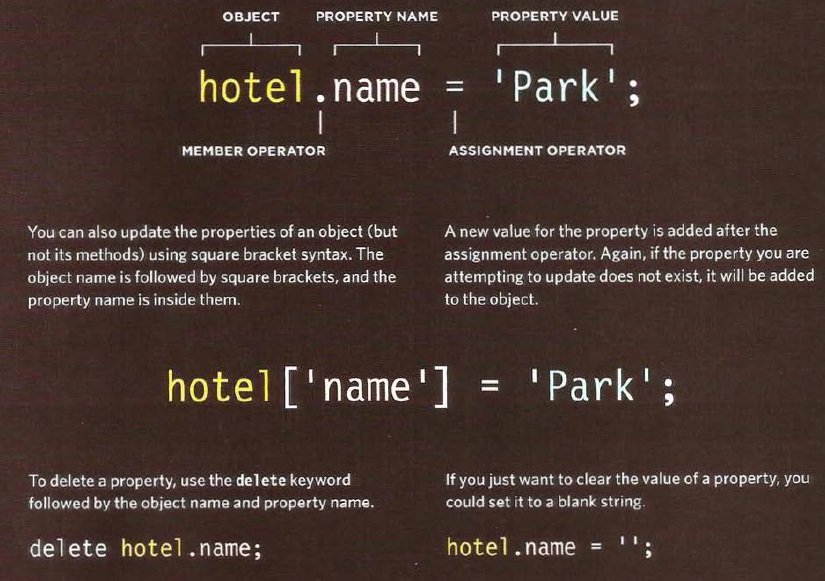 OBJECT PROPERTY NAME PROPERTY VALUE
hotel.name = 'Park';
MEMBER OPERATOR ASSIGNMENT OPERATOR
You can also update the properties of an object (but
not its methods) using square bracket syntax. The
object name is followed by square brackets, and the
property name is inside them.
A new value for the property is added after the
assignment operator. Again, if the property you are
attempting to update does not exist, it will be added
to the object.
hotel['name'] = 'Park';
To delete a property, use the delete keyword
followed by the object name and property name.
delete hotel.name;
If you just want to clear the value of a property, you
could set it to a blank string.
hotel.name = '';